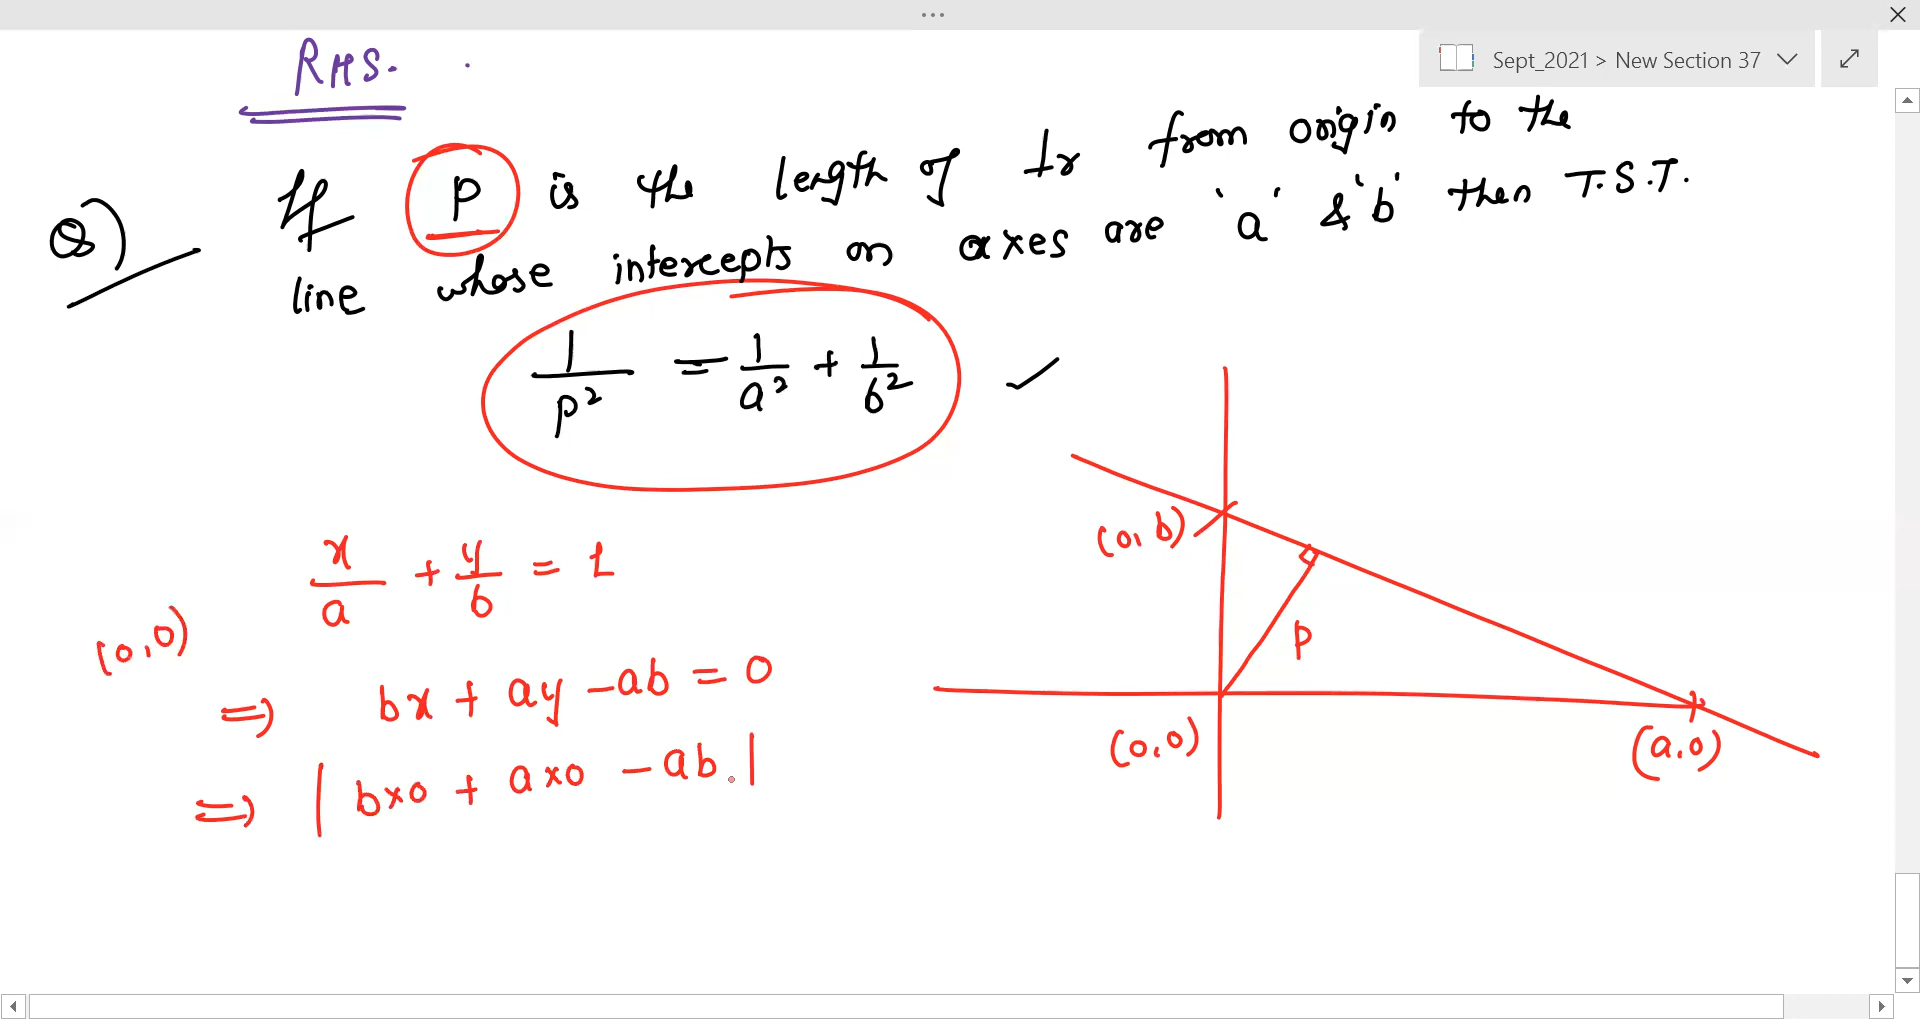 RHS.
Sept_2021 > New Section 37
Q) If P is the length of ⊥r from origin to the
line whose intercepts on axes are 'a' & 'b' then T.S.T.
1/P² = 1/a² + 1/b² ✓
x/a + y/b = 1
(0,0)
⇒ bx + ay - ab = 0
⇒ | b×0 + a×0 - ab. |
(0,b)
P
(0,0)
(a,0)